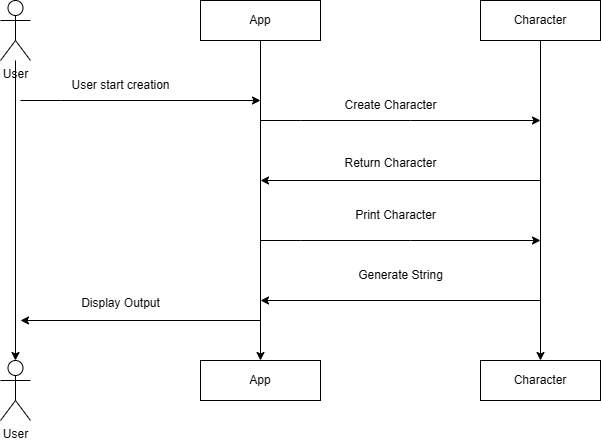 App
Character
User
User start creation
Create Character
Return Character
Print Character
Generate String
Display Output
App
Character
User